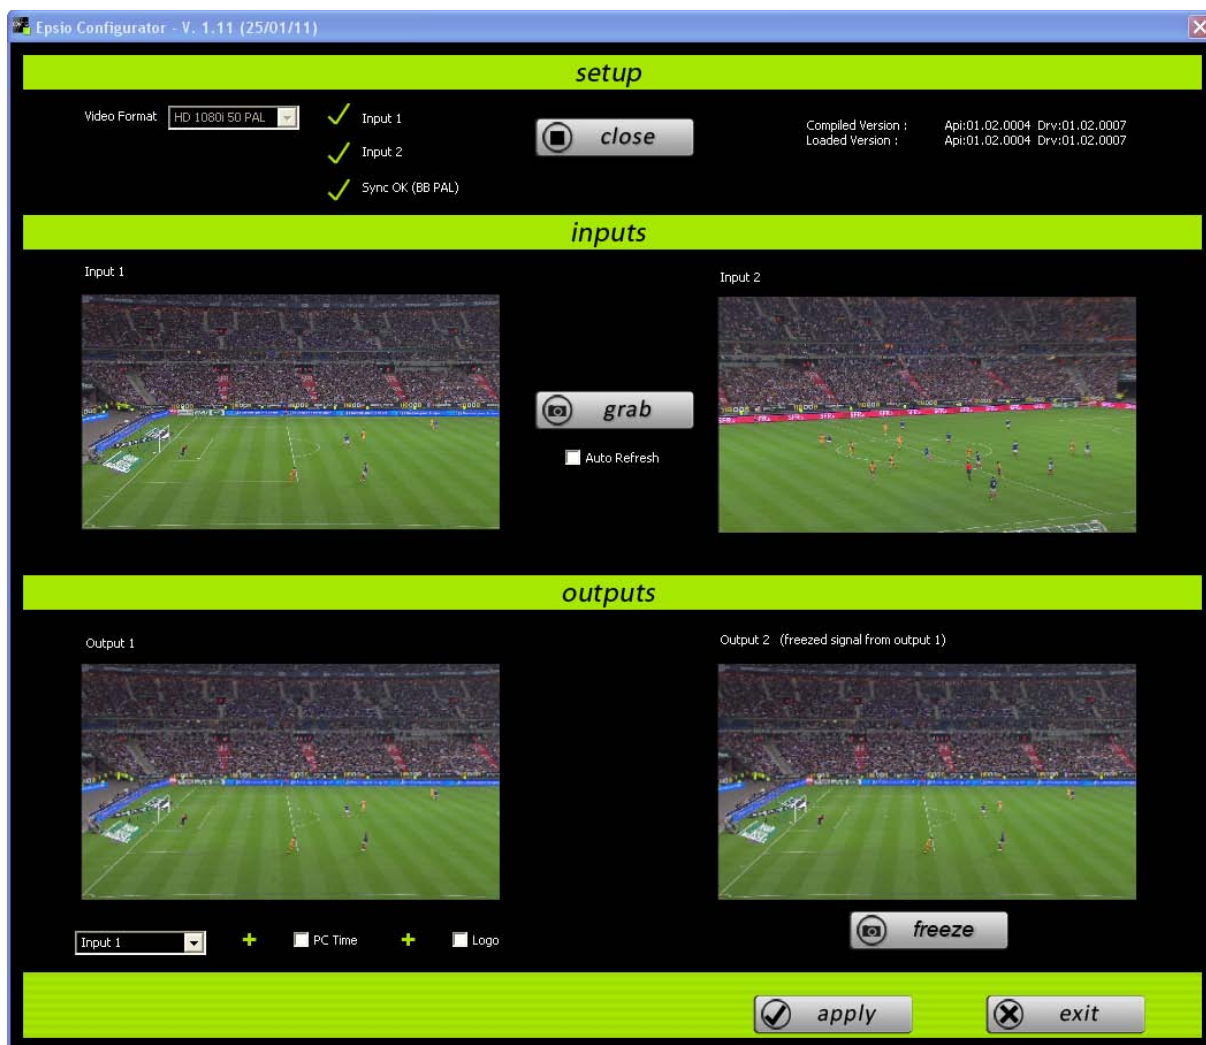 Epsio Configurator - V. 1.11 (25/01/11)
setup
Video Format HD 1080i 50 PAL
Input 1
Input 2
Sync OK (BB PAL)
close
Compiled Version : Api:01.02.0004 Drv:01.02.0007
Loaded Version : Api:01.02.0004 Drv:01.02.0007
inputs
Input 1
Input 2
SFR
grab
Auto Refresh
outputs
Output 1
Output 2 (freezed signal from output 1)
Input 1
PC Time
Logo
freeze
apply
exit